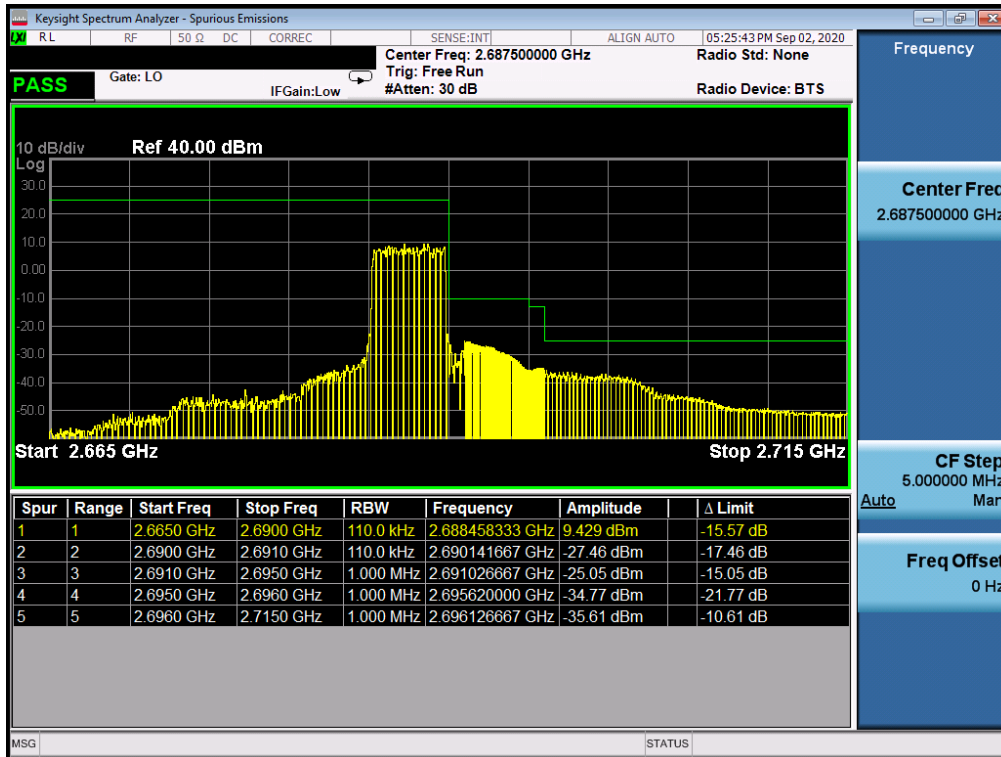 Keysight Spectrum Analyzer - Spurious Emissions
LXI RL RF 50 Ω DC CORREC SENSE:INT ALIGN AUTO 05:25:43 PM Sep 02, 2020
Center Freq: 2.687500000 GHz Radio Std: None
PASS Gate: LO Trig: Free Run
IFGain:Low #Atten: 30 dB Radio Device: BTS
10 dB/div Ref 40.00 dBm
Log
30.0
20.0
10.0
0.00
-10.0
-20.0
-30.0
-40.0
-50.0
Start 2.665 GHz Stop 2.715 GHz
Spur Range Start Freq Stop Freq RBW Frequency Amplitude Δ Limit
1 1 2.6650 GHz 2.6900 GHz 110.0 kHz 2.688458333 GHz 9.429 dBm -15.57 dB
2 2 2.6900 GHz 2.6910 GHz 110.0 kHz 2.690141667 GHz -27.46 dBm -17.46 dB
3 3 2.6910 GHz 2.6950 GHz 1.000 MHz 2.691026667 GHz -25.05 dBm -15.05 dB
4 4 2.6950 GHz 2.6960 GHz 1.000 MHz 2.695620000 GHz -34.77 dBm -21.77 dB
5 5 2.6960 GHz 2.7150 GHz 1.000 MHz 2.696126667 GHz -35.61 dBm -10.61 dB
MSG STATUS
Frequency
Center Freq
2.687500000 GHz
CF Step
5.000000 MHz
Auto Man
Freq Offset
0 Hz